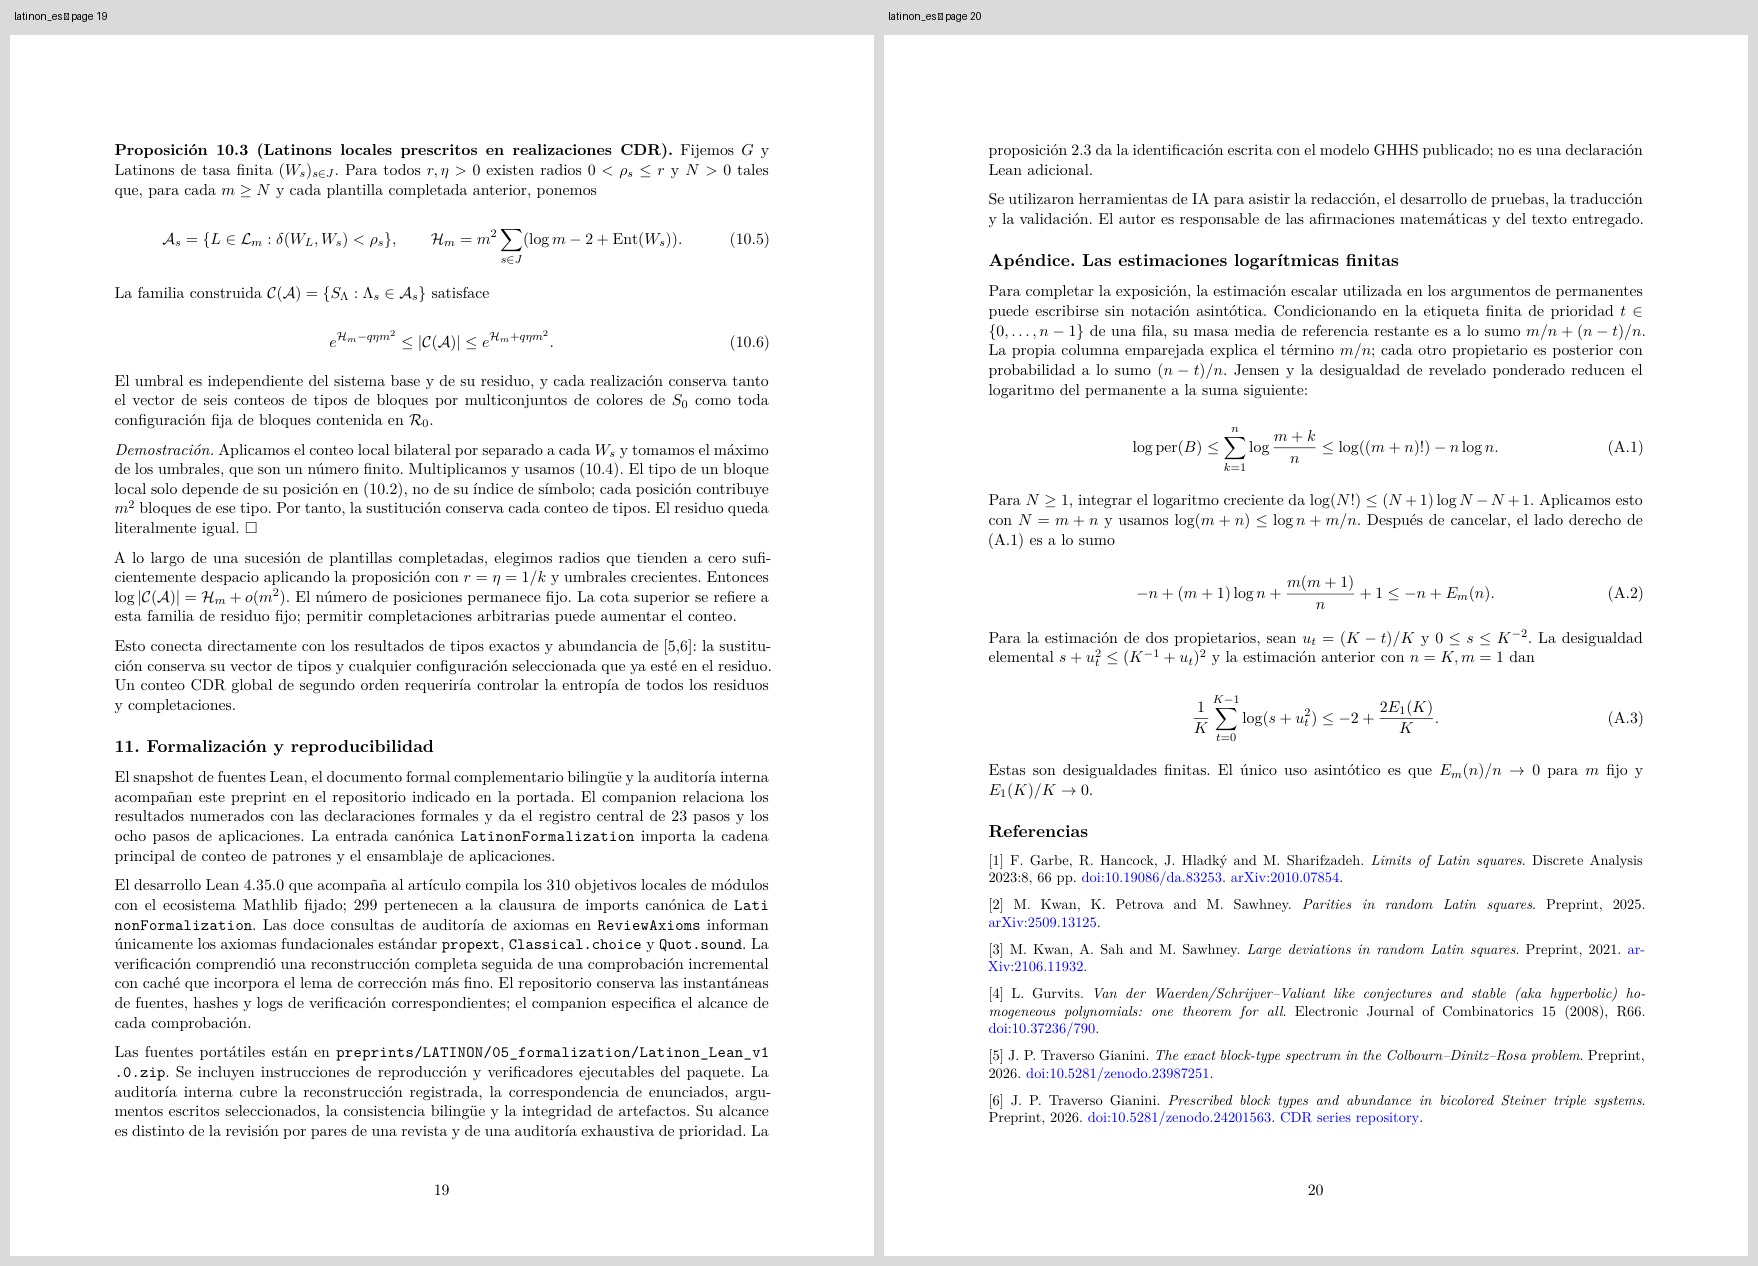 latinon_es page 19
Proposición 10.3 (Latinons locales prescritos en realizaciones CDR). Fijemos G y
Latinons de tasa finita (W_s)_{s∈J}. Para todos r, η > 0 existen radios 0 < ρ_s ≤ r y N > 0 tales
que, para cada m ≥ N y cada plantilla completada anterior, ponemos
𝒜_s = {L ∈ ℒ_m : δ(W_L, W_s) < ρ_s}, ℋ_m = m² ∑_{s∈J} (log m − 2 + Ent(W_s)). (10.5)
La familia construida 𝒞(𝒜) = {S_Λ : Λ_s ∈ 𝒜_s} satisface
e^{ℋ_m−qηm²} ≤ |𝒞(𝒜)| ≤ e^{ℋ_m+qηm²}. (10.6)
El umbral es independiente del sistema base y de su residuo, y cada realización conserva tanto
el vector de seis conteos de tipos de bloques por multiconjuntos de colores de S₀ como toda
configuración fija de bloques contenida en ℛ₀.
Demostración. Aplicamos el conteo local bilateral por separado a cada W_s y tomamos el máximo
de los umbrales, que son un número finito. Multiplicamos y usamos (10.4). El tipo de un bloque
local solo depende de su posición en (10.2), no de su índice de símbolo; cada posición contribuye
m² bloques de ese tipo. Por tanto, la sustitución conserva cada conteo de tipos. El residuo queda
literalmente igual. □
A lo largo de una sucesión de plantillas completadas, elegimos radios que tienden a cero sufi-
cientemente despacio aplicando la proposición con r = η = 1/k y umbrales crecientes. Entonces
log |𝒞(𝒜)| = ℋ_m + o(m²). El número de posiciones permanece fijo. La cota superior se refiere a
esta familia de residuo fijo; permitir completaciones arbitrarias puede aumentar el conteo.
Esto conecta directamente con los resultados de tipos exactos y abundancia de [5,6]: la sustitu-
ción conserva su vector de tipos y cualquier configuración seleccionada que ya esté en el residuo.
Un conteo CDR global de segundo orden requeriría controlar la entropía de todos los residuos
y completaciones.
11. Formalización y reproducibilidad
El snapshot de fuentes Lean, el documento formal complementario bilingüe y la auditoría interna
acompañan este preprint en el repositorio indicado en la portada. El companion relaciona los
resultados numerados con las declaraciones formales y da el registro central de 23 pasos y los
ocho pasos de aplicaciones. La entrada canónica LatinonFormalization importa la cadena
principal de conteo de patrones y el ensamblaje de aplicaciones.
El desarrollo Lean 4.35.0 que acompaña al artículo compila los 310 objetivos locales de módulos
con el ecosistema Mathlib fijado; 299 pertenecen a la clausura de imports canónica de Lati
nonFormalization. Las doce consultas de auditoría de axiomas en ReviewAxioms informan
únicamente los axiomas fundacionales estándar propext, Classical.choice y Quot.sound. La
verificación comprendió una reconstrucción completa seguida de una comprobación incremental
con caché que incorpora el lema de corrección más fino. El repositorio conserva las instantáneas
de fuentes, hashes y logs de verificación correspondientes; el companion especifica el alcance de
cada comprobación.
Las fuentes portátiles están en preprints/LATINON/05_formalization/Latinon_Lean_v1
.0.zip. Se incluyen instrucciones de reproducción y verificadores ejecutables del paquete. La
auditoría interna cubre la reconstrucción registrada, la correspondencia de enunciados, argu-
mentos escritos seleccionados, la consistencia bilingüe y la integridad de artefactos. Su alcance
es distinto de la revisión por pares de una revista y de una auditoría exhaustiva de prioridad. La
19
latinon_es page 20
proposición 2.3 da la identificación escrita con el modelo GHHS publicado; no es una declaración
Lean adicional.
Se utilizaron herramientas de IA para asistir la redacción, el desarrollo de pruebas, la traducción
y la validación. El autor es responsable de las afirmaciones matemáticas y del texto entregado.
Apéndice. Las estimaciones logarítmicas finitas
Para completar la exposición, la estimación escalar utilizada en los argumentos de permanentes
puede escribirse sin notación asintótica. Condicionando en la etiqueta finita de prioridad t ∈
{0, . . . , n − 1} de una fila, su masa media de referencia restante es a lo sumo m/n + (n − t)/n.
La propia columna emparejada explica el término m/n; cada otro propietario es posterior con
probabilidad a lo sumo (n − t)/n. Jensen y la desigualdad de revelado ponderado reducen el
logaritmo del permanente a la suma siguiente:
log per(B) ≤ ∑_{k=1}^{n} log (m + k)/n ≤ log((m + n)!) − n log n. (A.1)
Para N ≥ 1, integrar el logaritmo creciente da log(N!) ≤ (N + 1) log N − N + 1. Aplicamos esto
con N = m + n y usamos log(m + n) ≤ log n + m/n. Después de cancelar, el lado derecho de
(A.1) es a lo sumo
−n + (m + 1) log n + m(m + 1)/n + 1 ≤ −n + E_m(n). (A.2)
Para la estimación de dos propietarios, sean u_t = (K − t)/K y 0 ≤ s ≤ K⁻². La desigualdad
elemental s + u_t² ≤ (K⁻¹ + u_t)² y la estimación anterior con n = K, m = 1 dan
1/K ∑_{t=0}^{K−1} log(s + u_t²) ≤ −2 + 2E₁(K)/K. (A.3)
Estas son desigualdades finitas. El único uso asintótico es que E_m(n)/n → 0 para m fijo y
E₁(K)/K → 0.
Referencias
[1] F. Garbe, R. Hancock, J. Hladký and M. Sharifzadeh. Limits of Latin squares. Discrete Analysis
2023:8, 66 pp. doi:10.19086/da.83253. arXiv:2010.07854.
[2] M. Kwan, K. Petrova and M. Sawhney. Parities in random Latin squares. Preprint, 2025.
arXiv:2509.13125.
[3] M. Kwan, A. Sah and M. Sawhney. Large deviations in random Latin squares. Preprint, 2021. ar-
Xiv:2106.11932.
[4] L. Gurvits. Van der Waerden/Schrijver–Valiant like conjectures and stable (aka hyperbolic) ho-
mogeneous polynomials: one theorem for all. Electronic Journal of Combinatorics 15 (2008), R66.
doi:10.37236/790.
[5] J. P. Traverso Gianini. The exact block-type spectrum in the Colbourn–Dinitz–Rosa problem. Preprint,
2026. doi:10.5281/zenodo.23987251.
[6] J. P. Traverso Gianini. Prescribed block types and abundance in bicolored Steiner triple systems.
Preprint, 2026. doi:10.5281/zenodo.24201563. CDR series repository.
20